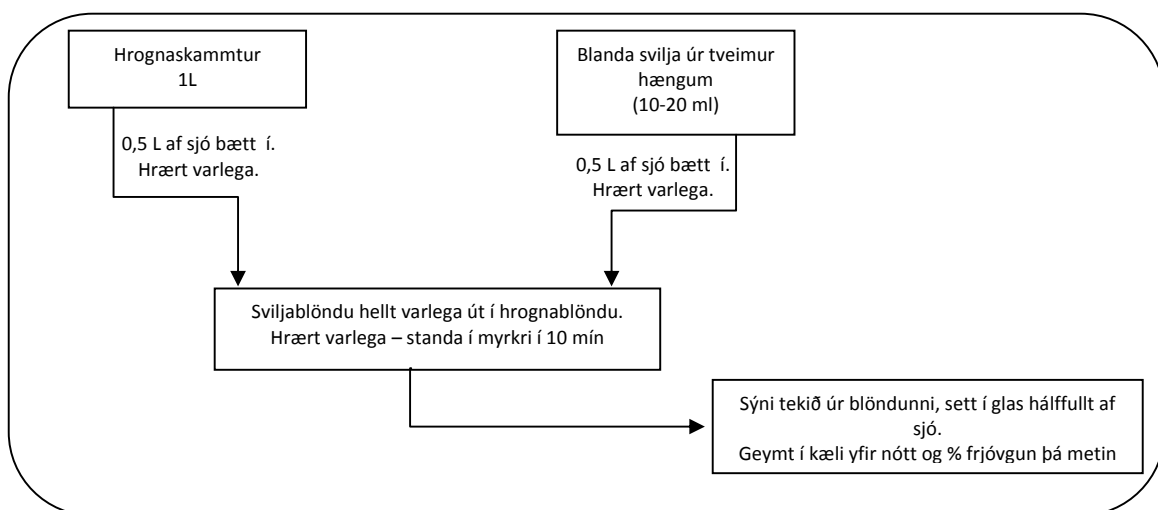 Hrognaskammtur
1L
Blanda svilja úr tveimur
hængum
(10-20 ml)
0,5 L af sjó bætt í.
Hrært varlega.
0,5 L af sjó bætt í.
Hrært varlega.
Sviljablöndu hellt varlega út í hrognablöndu.
Hrært varlega – standa í myrkri í 10 mín
Sýni tekið úr blöndunni, sett í glas hálffullt af
sjó.
Geymt í kæli yfir nótt og % frjóvgun þá metin